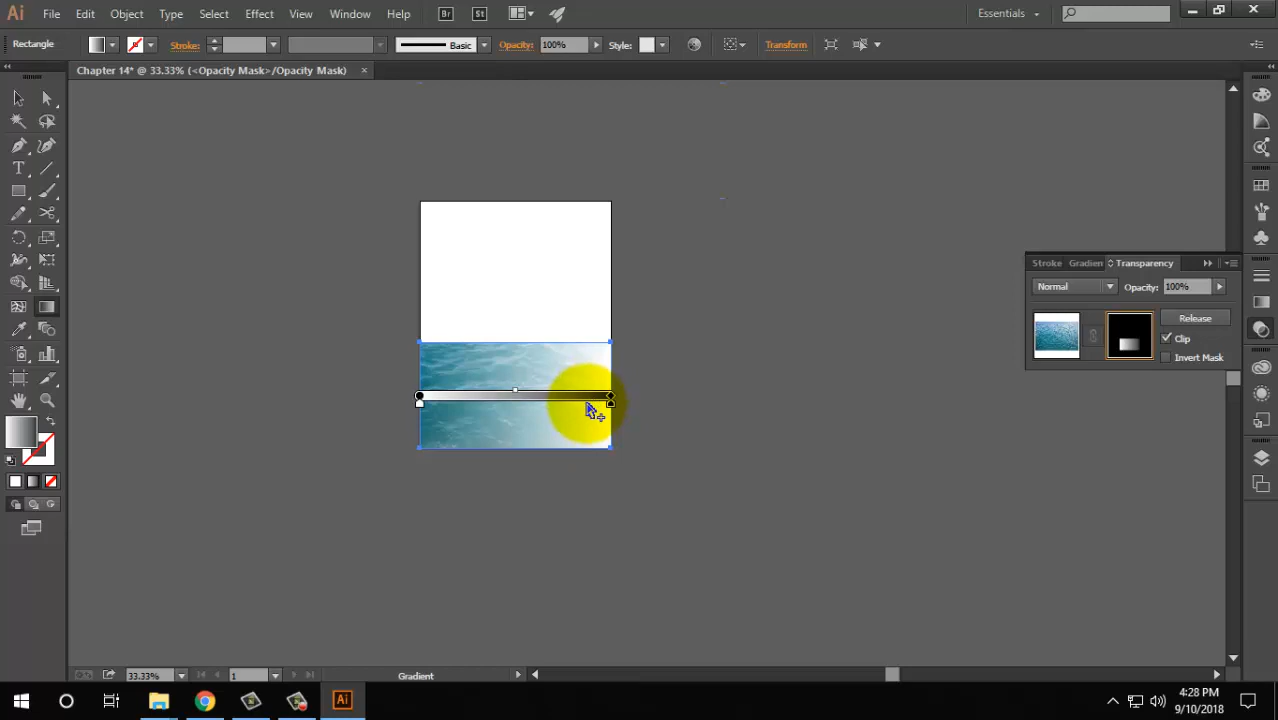 Ai File Edit Object Type Select Effect View Window Help Br St Essentials
Rectangle Stroke: Basic Opacity: 100% Style: Transform
Chapter 14* @ 33.33% (<Opacity Mask>/Opacity Mask) ×
Stroke Gradien Transparency
Normal Opacity: 100%
Release
Clip
Invert Mask
33.33% 1 Gradient
Ai
4:28 PM
9/10/2018